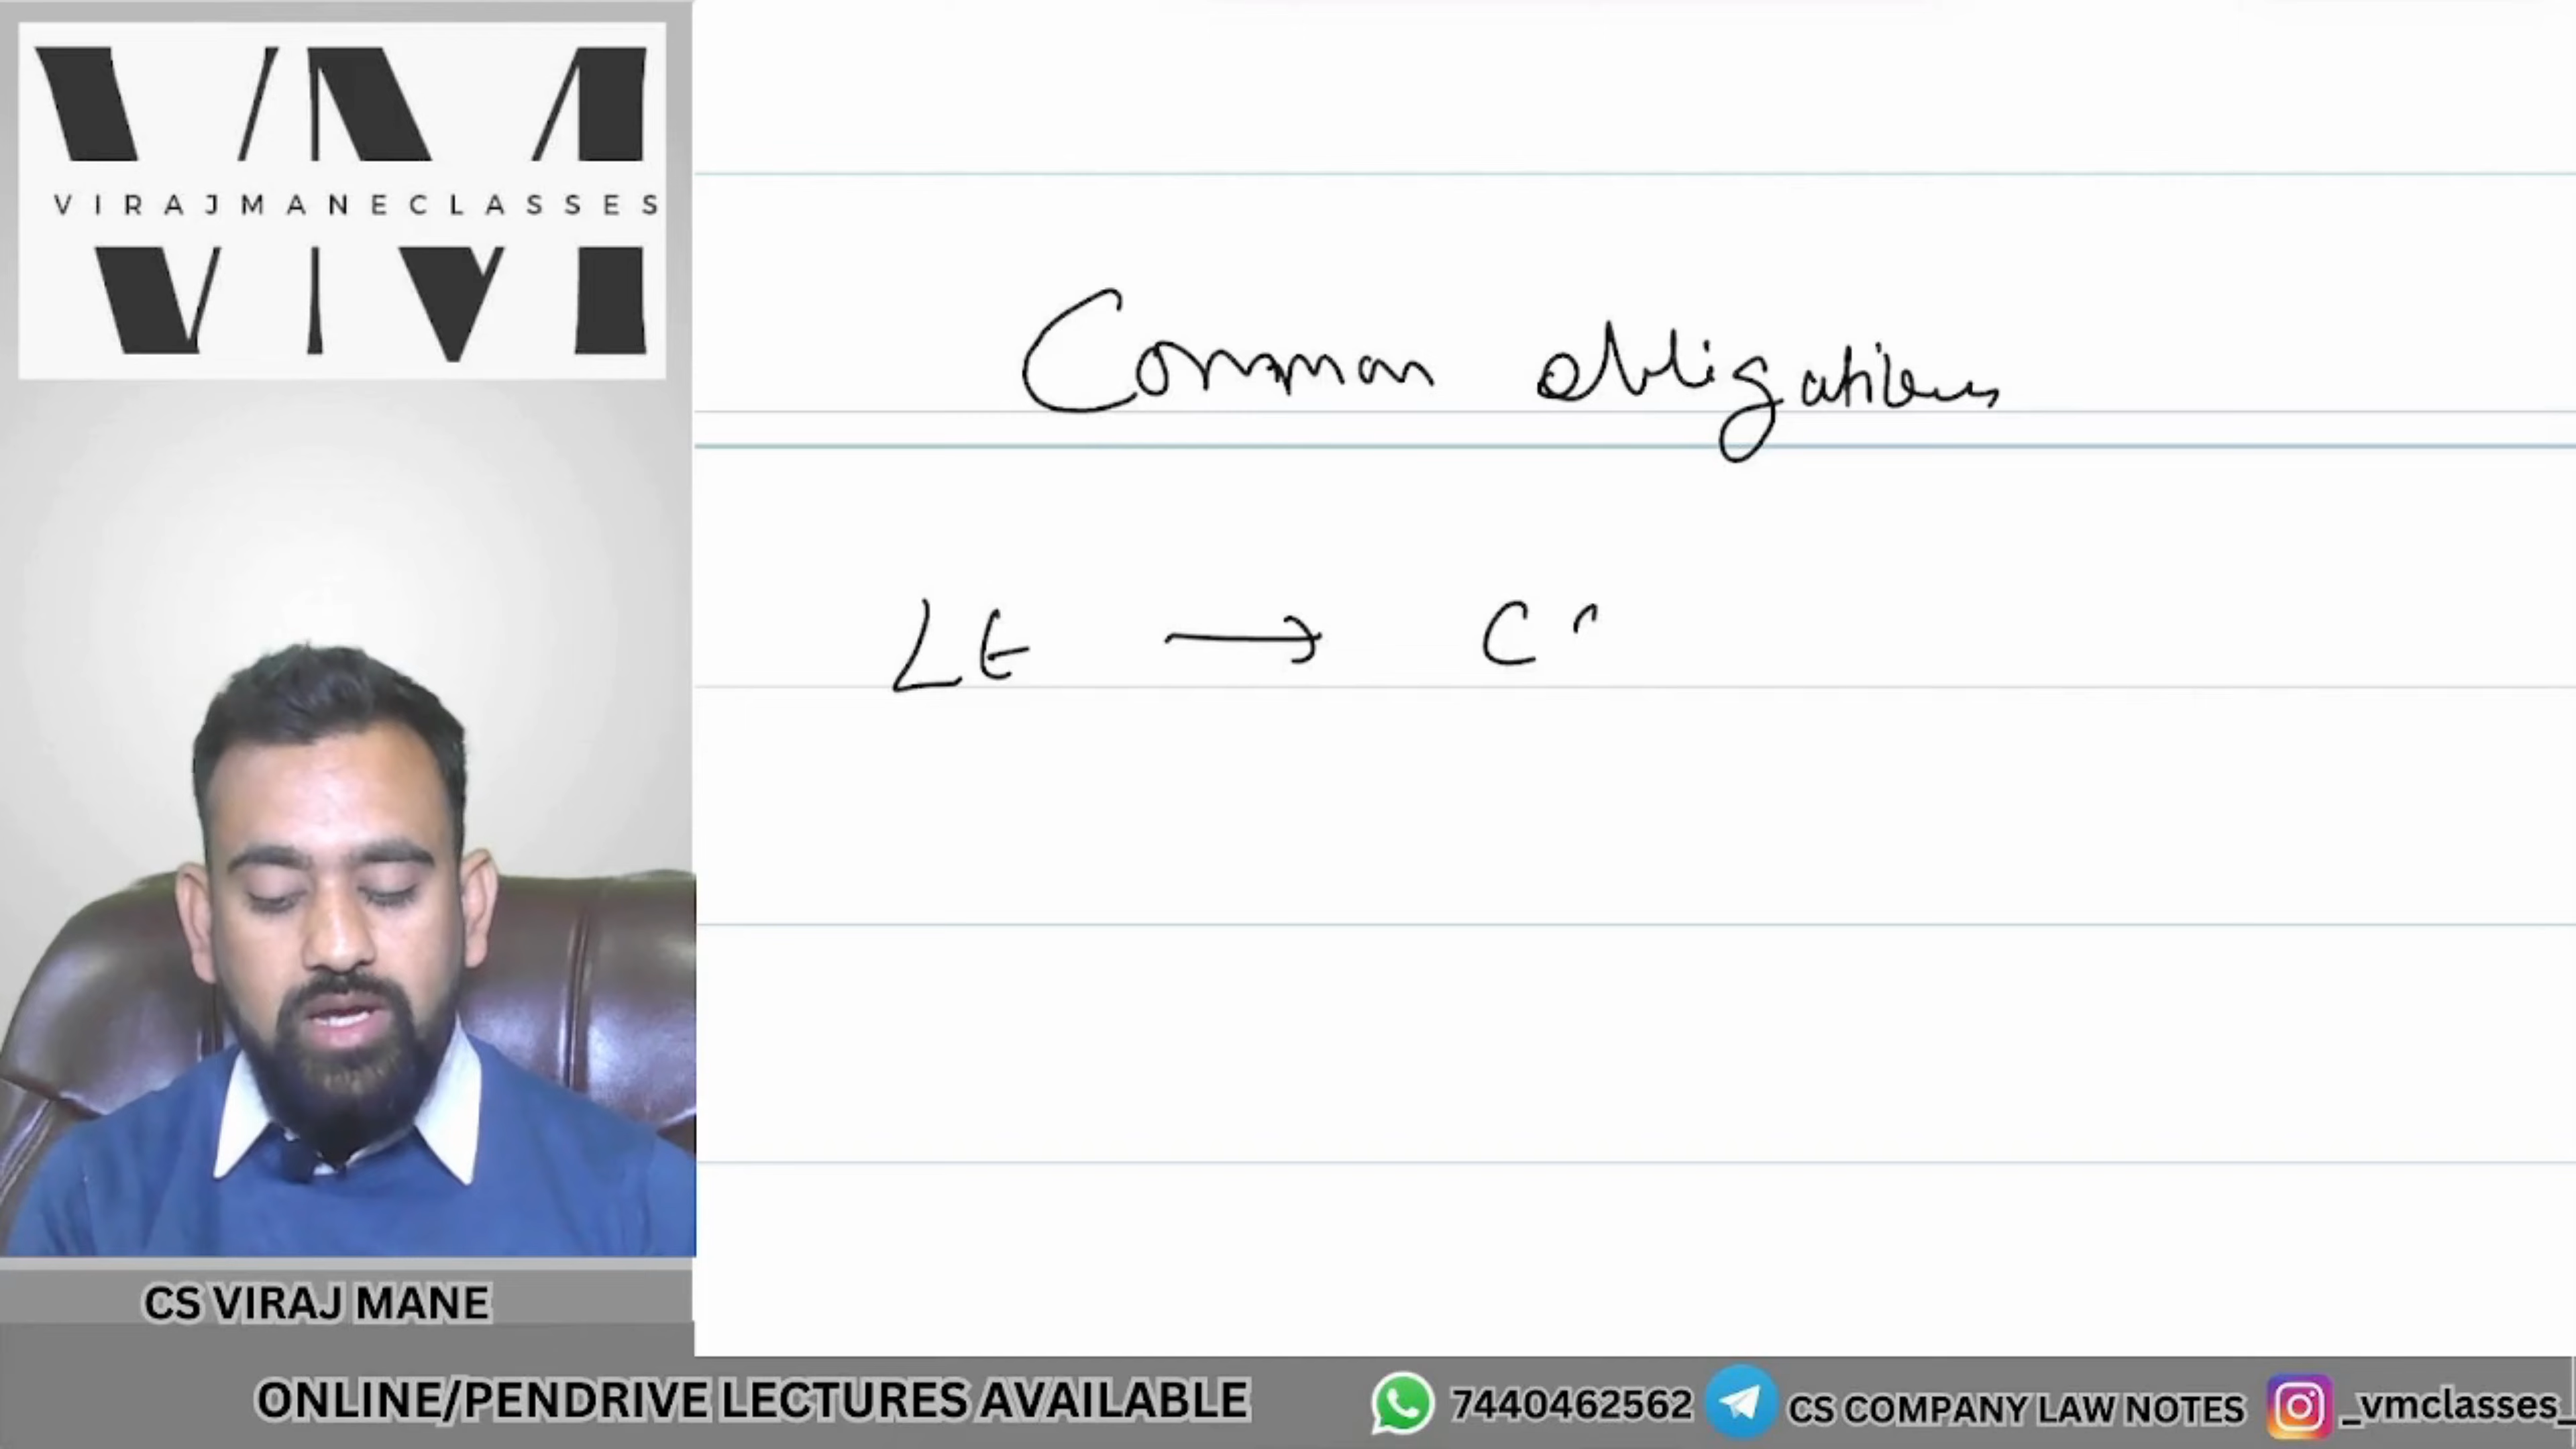 VIRAJMANECLASSES
Common obligations
LE → C
CS VIRAJ MANE
ONLINE/PENDRIVE LECTURES AVAILABLE
7440462562
CS COMPANY LAW NOTES
_vmclasses_